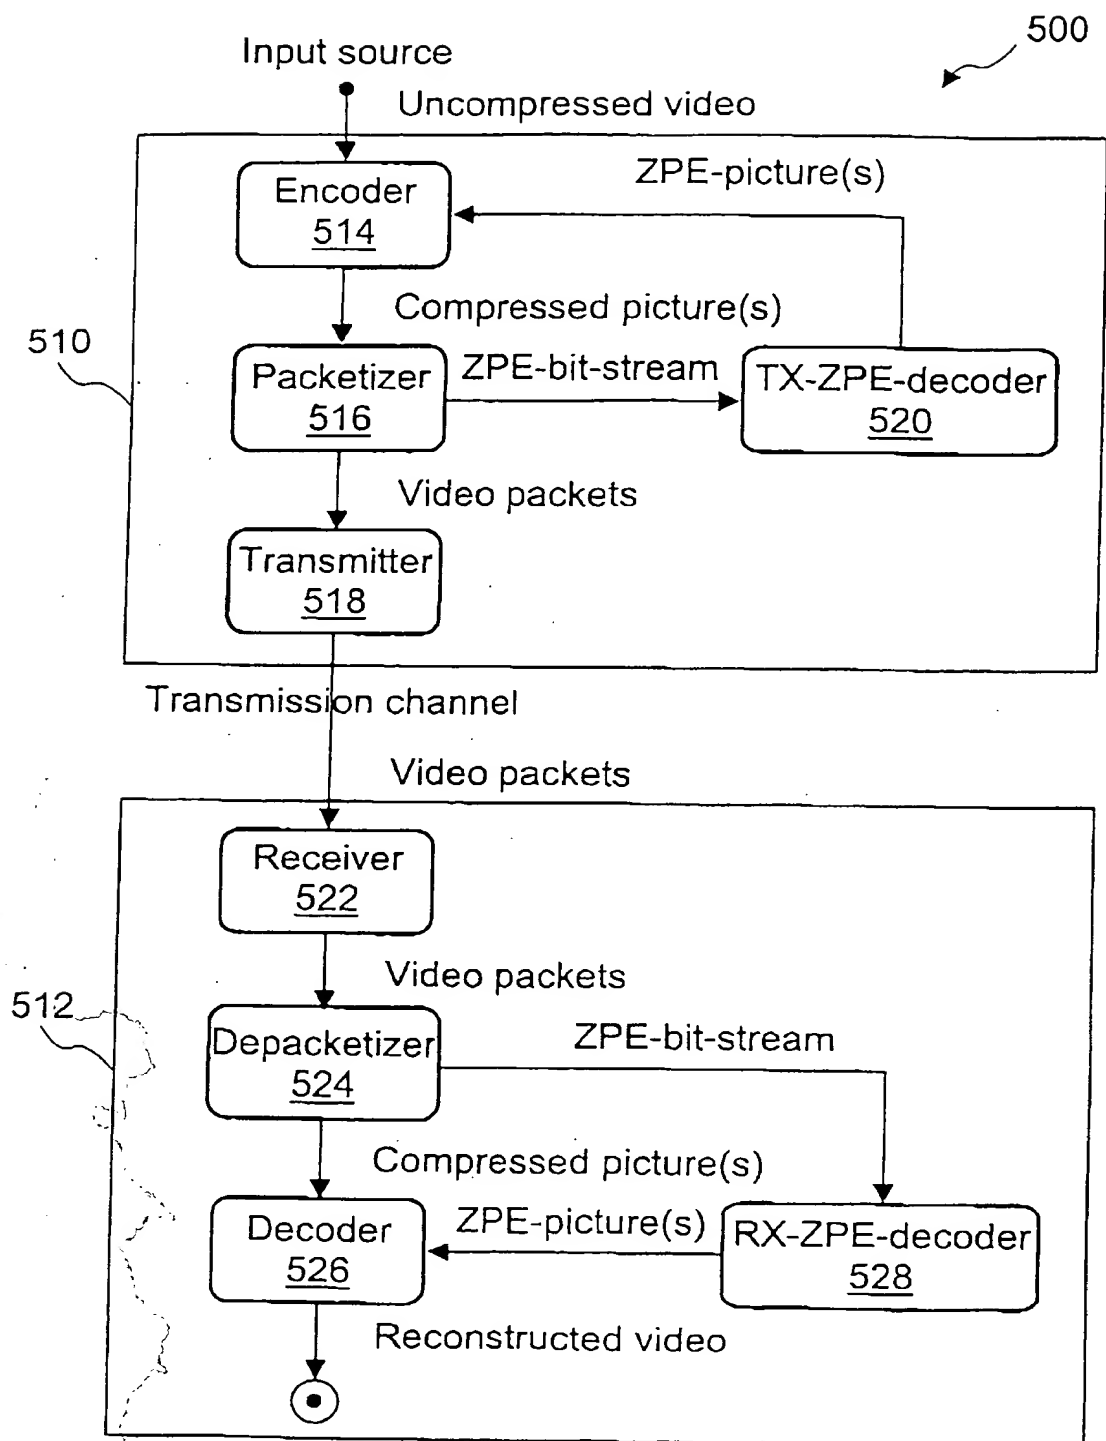 500
Input source
Uncompressed video
Encoder
514
ZPE-picture(s)
Compressed picture(s)
510
Packetizer
516
ZPE-bit-stream
TX-ZPE-decoder
520
Video packets
Transmitter
518
Transmission channel
Video packets
Receiver
522
Video packets
512
Depacketizer
524
ZPE-bit-stream
Compressed picture(s)
Decoder
526
ZPE-picture(s)
RX-ZPE-decoder
528
Reconstructed video